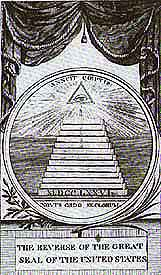 ANNUIT COEPTIS
MDCCLXXVI
NOVUS ORDO SECLORUM
THE REVERSE OF THE GREAT
SEAL OF THE UNITED STATES.